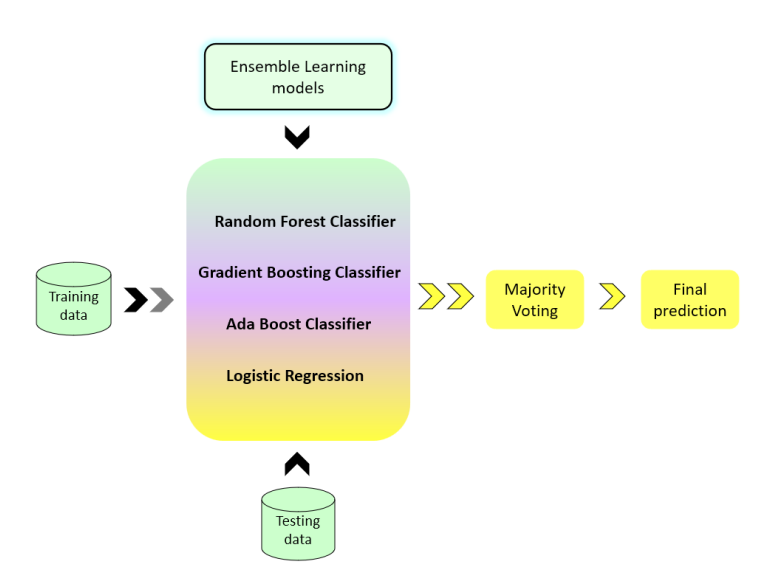 Ensemble Learning
models
Random Forest Classifier
Gradient Boosting Classifier
Ada Boost Classifier
Logistic Regression
Training
data
Majority
Voting
Final
prediction
Testing
data